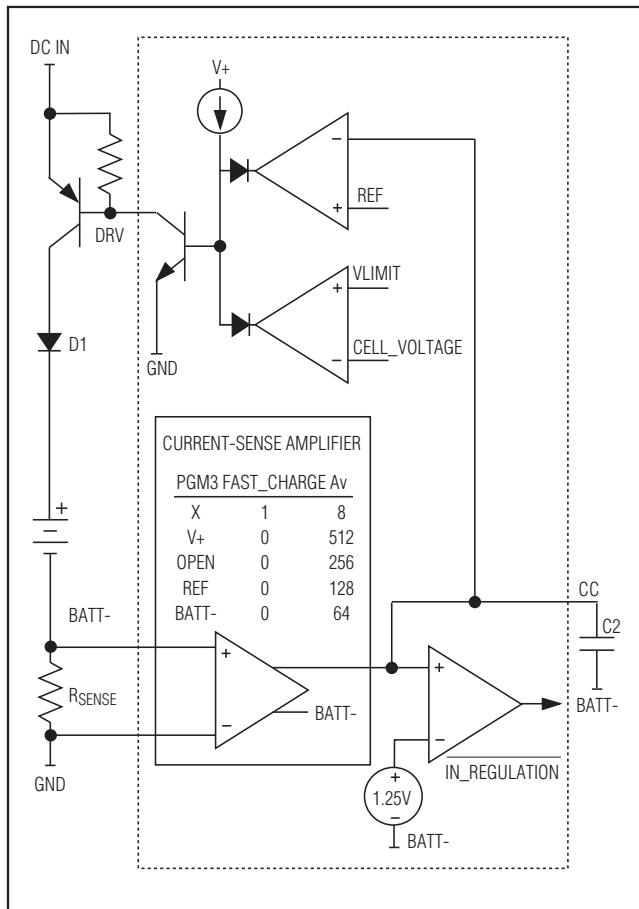 DC IN
V+
−
REF
+
DRV
VLIMIT
+
CELL_VOLTAGE
−
D1
GND
CURRENT-SENSE AMPLIFIER
PGM3 FAST_CHARGE Av
X 1 8
V+ 0 512
OPEN 0 256
REF 0 128
BATT- 0 64
+
−
BATT-
CC
C2
+
BATT-
+
RSENSE
BATT-
−
−
IN_REGULATION
GND
+
1.25V
−
BATT-